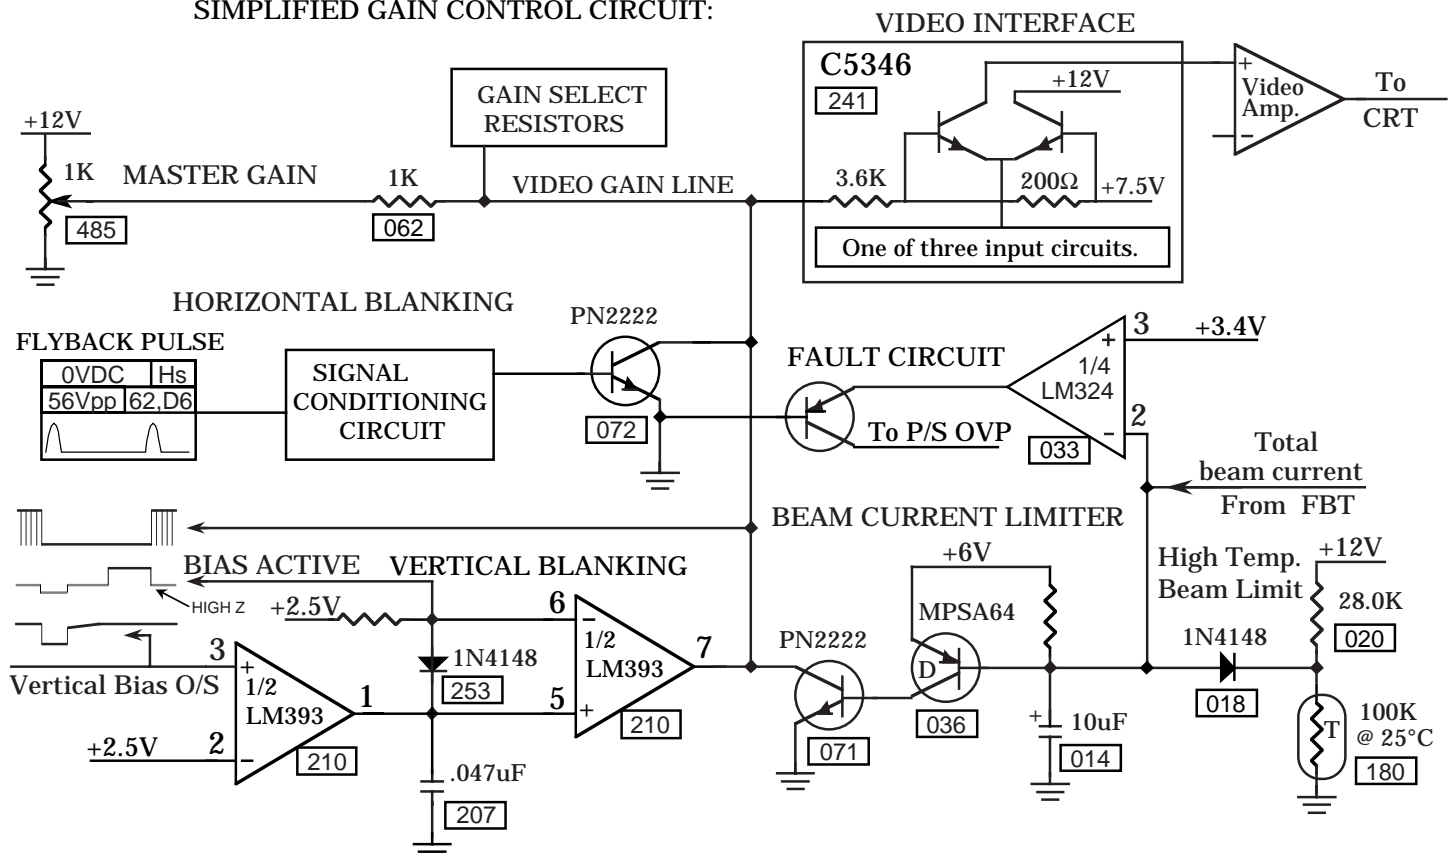 SIMPLIFIED GAIN CONTROL CIRCUIT:
VIDEO INTERFACE
C5346
241
+12V
+
Video
Amp.
−
To
CRT
GAIN SELECT
RESISTORS
+12V
1K
MASTER GAIN
1K
VIDEO GAIN LINE
3.6K
200Ω
+7.5V
485
062
One of three input circuits.
HORIZONTAL BLANKING
PN2222
FLYBACK PULSE
0VDC
Hs
56Vpp
62,D6
SIGNAL
CONDITIONING
CIRCUIT
072
FAULT CIRCUIT
3
+3.4V
+
1/4
LM324
2
-
To P/S OVP
033
Total
beam current
From FBT
BEAM CURRENT LIMITER
BIAS ACTIVE
VERTICAL BLANKING
HIGH Z
+2.5V
6
−
1/2
LM393
7
5
+
210
1N4148
253
3
+
Vertical Bias O/S
1/2
LM393
1
2
−
+2.5V
210
.047uF
207
+6V
MPSA64
PN2222
D
036
071
+
10uF
014
High Temp.
Beam Limit
+12V
28.0K
020
1N4148
018
T
100K
@ 25°C
180